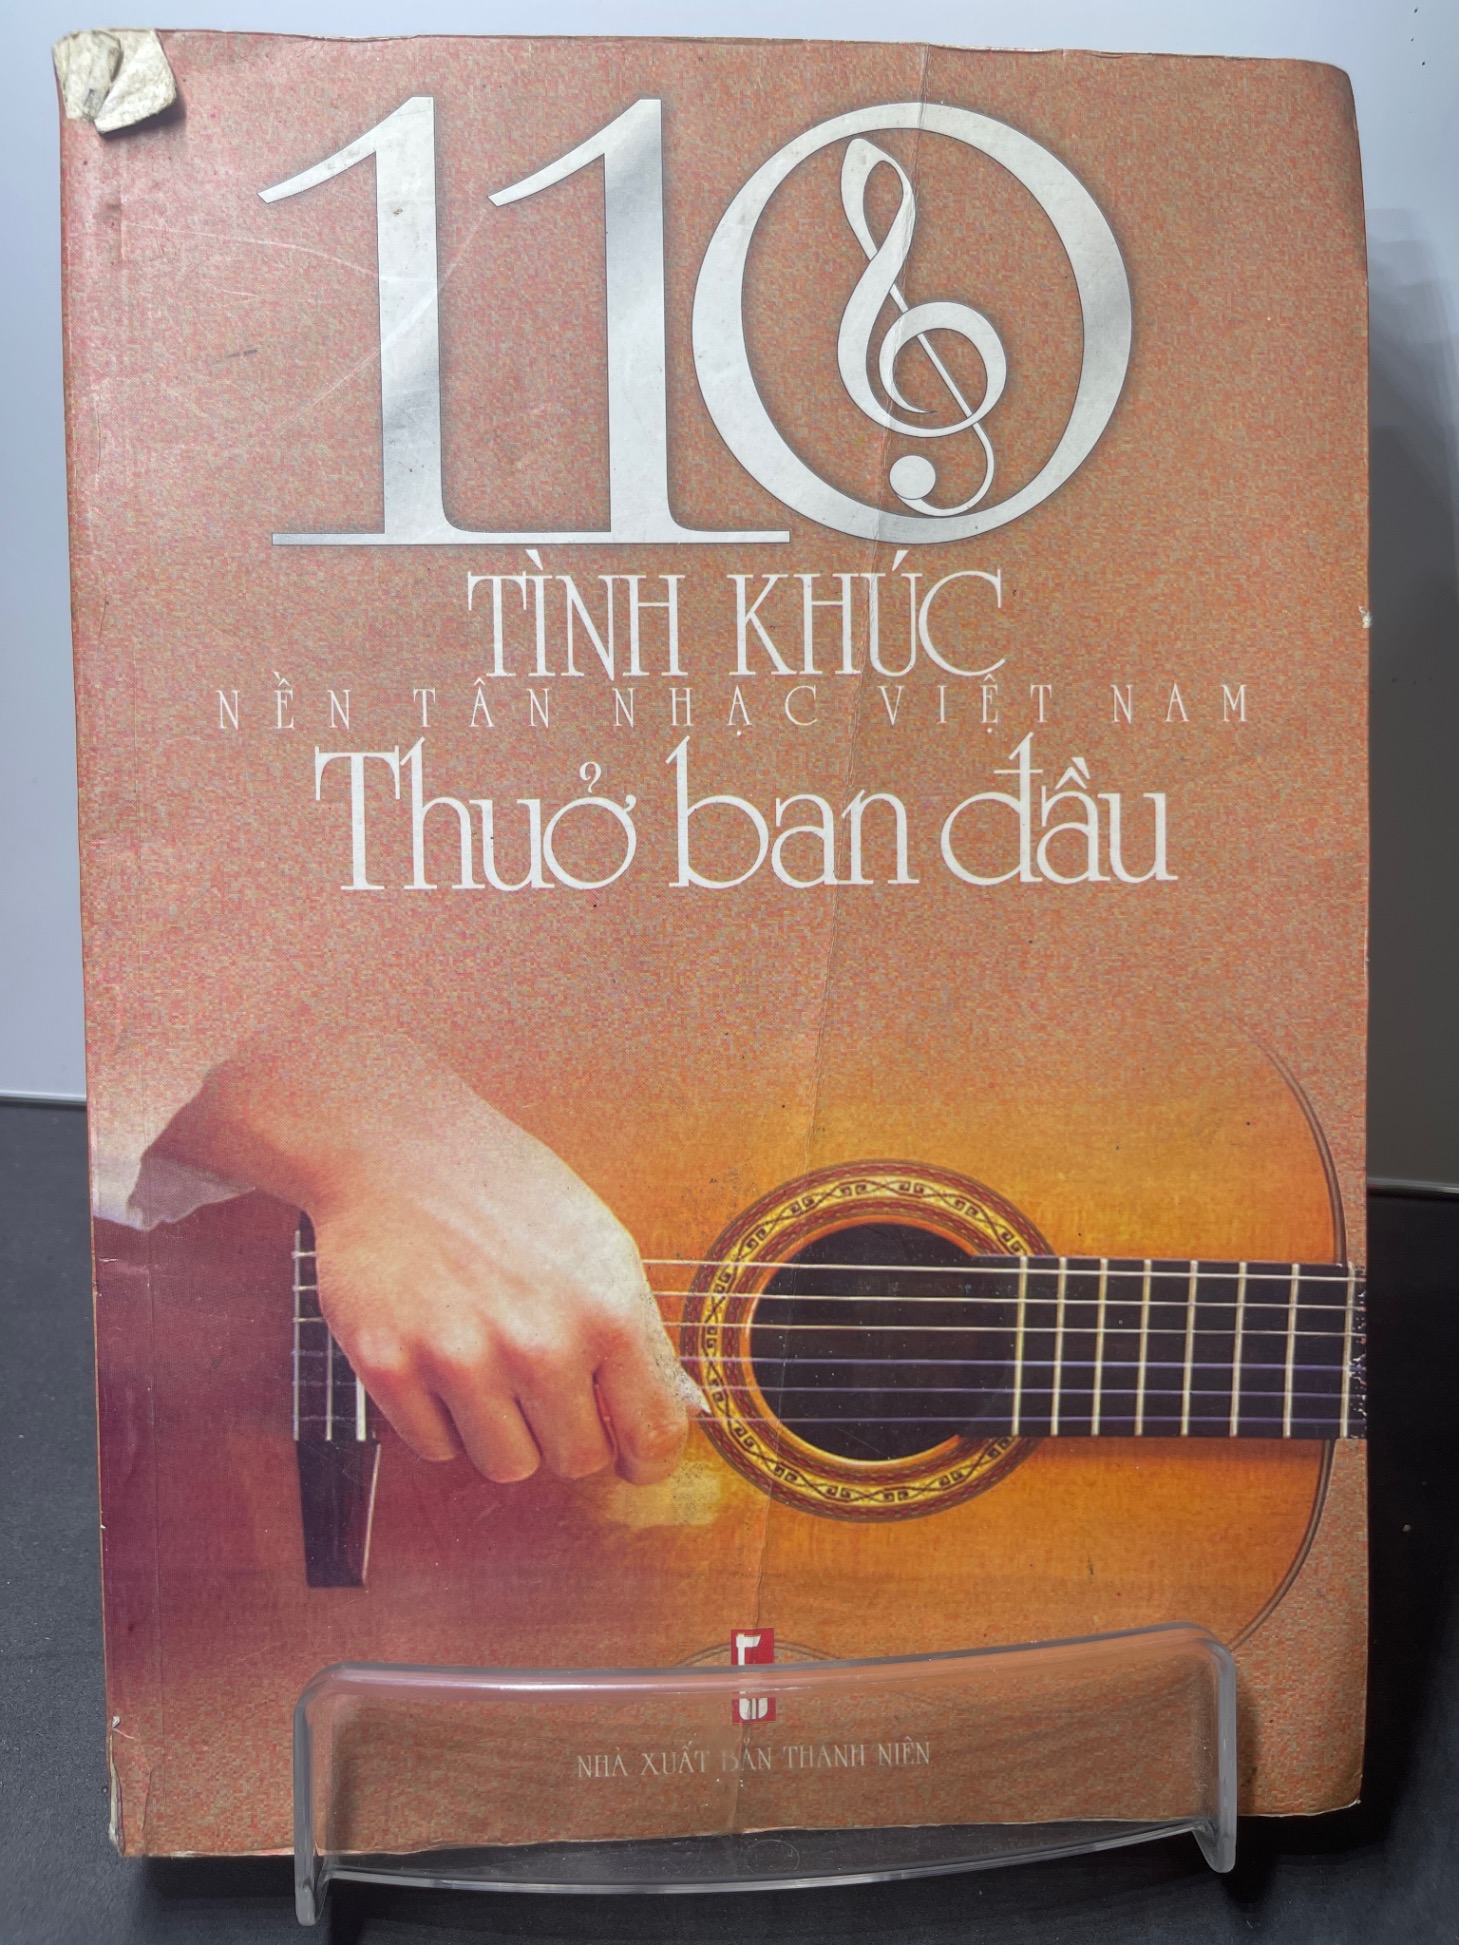 110
TÌNH KHÚC
NỀN TÂN NHẠC VIỆT NAM
Thuở ban đầu
NHÀ XUẤT BẢN THANH NIÊN